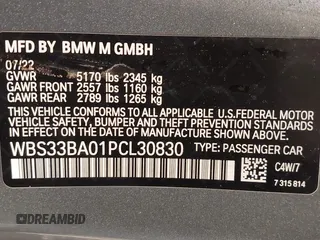 MFD BY BMW M GMBH
07/22
GVWR 5170 lbs 2345 kg
GAWR FRONT 2557 lbs 1160 kg
GAWR REAR 2789 lbs 1265 kg
THIS VEHICLE CONFORMS TO ALL APPLICABLE U.S. FEDERAL MOTOR
VEHICLE SAFETY, BUMPER, AND THEFT PREVENTION STANDARDS
IN EFFECT ON THE DATE OF MANUFACTURE SHOWN ABOVE.
WBS33BA01PCL30830 TYPE: PASSENGER CAR
C4W/7
7 315 814
DREAMBID